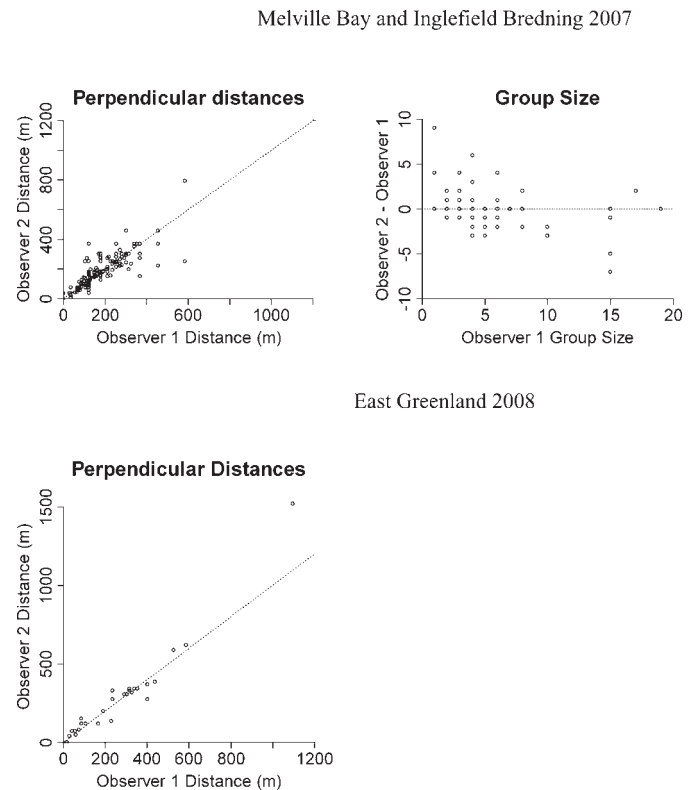 Melville Bay and Inglefield Bredning 2007
Perpendicular distances
Observer 2 Distance (m)
1200
800
400
0
0 200 400 600 1000
Observer 1 Distance (m)
Group Size
Observer 2 - Observer 1
10
5
0
-5
-10
0 5 10 15 20
Observer 1 Group Size
East Greenland 2008
Perpendicular Distances
Observer 2 Distance (m)
1500
1000
500
0
0 200 400 600 800 1200
Observer 1 Distance (m)